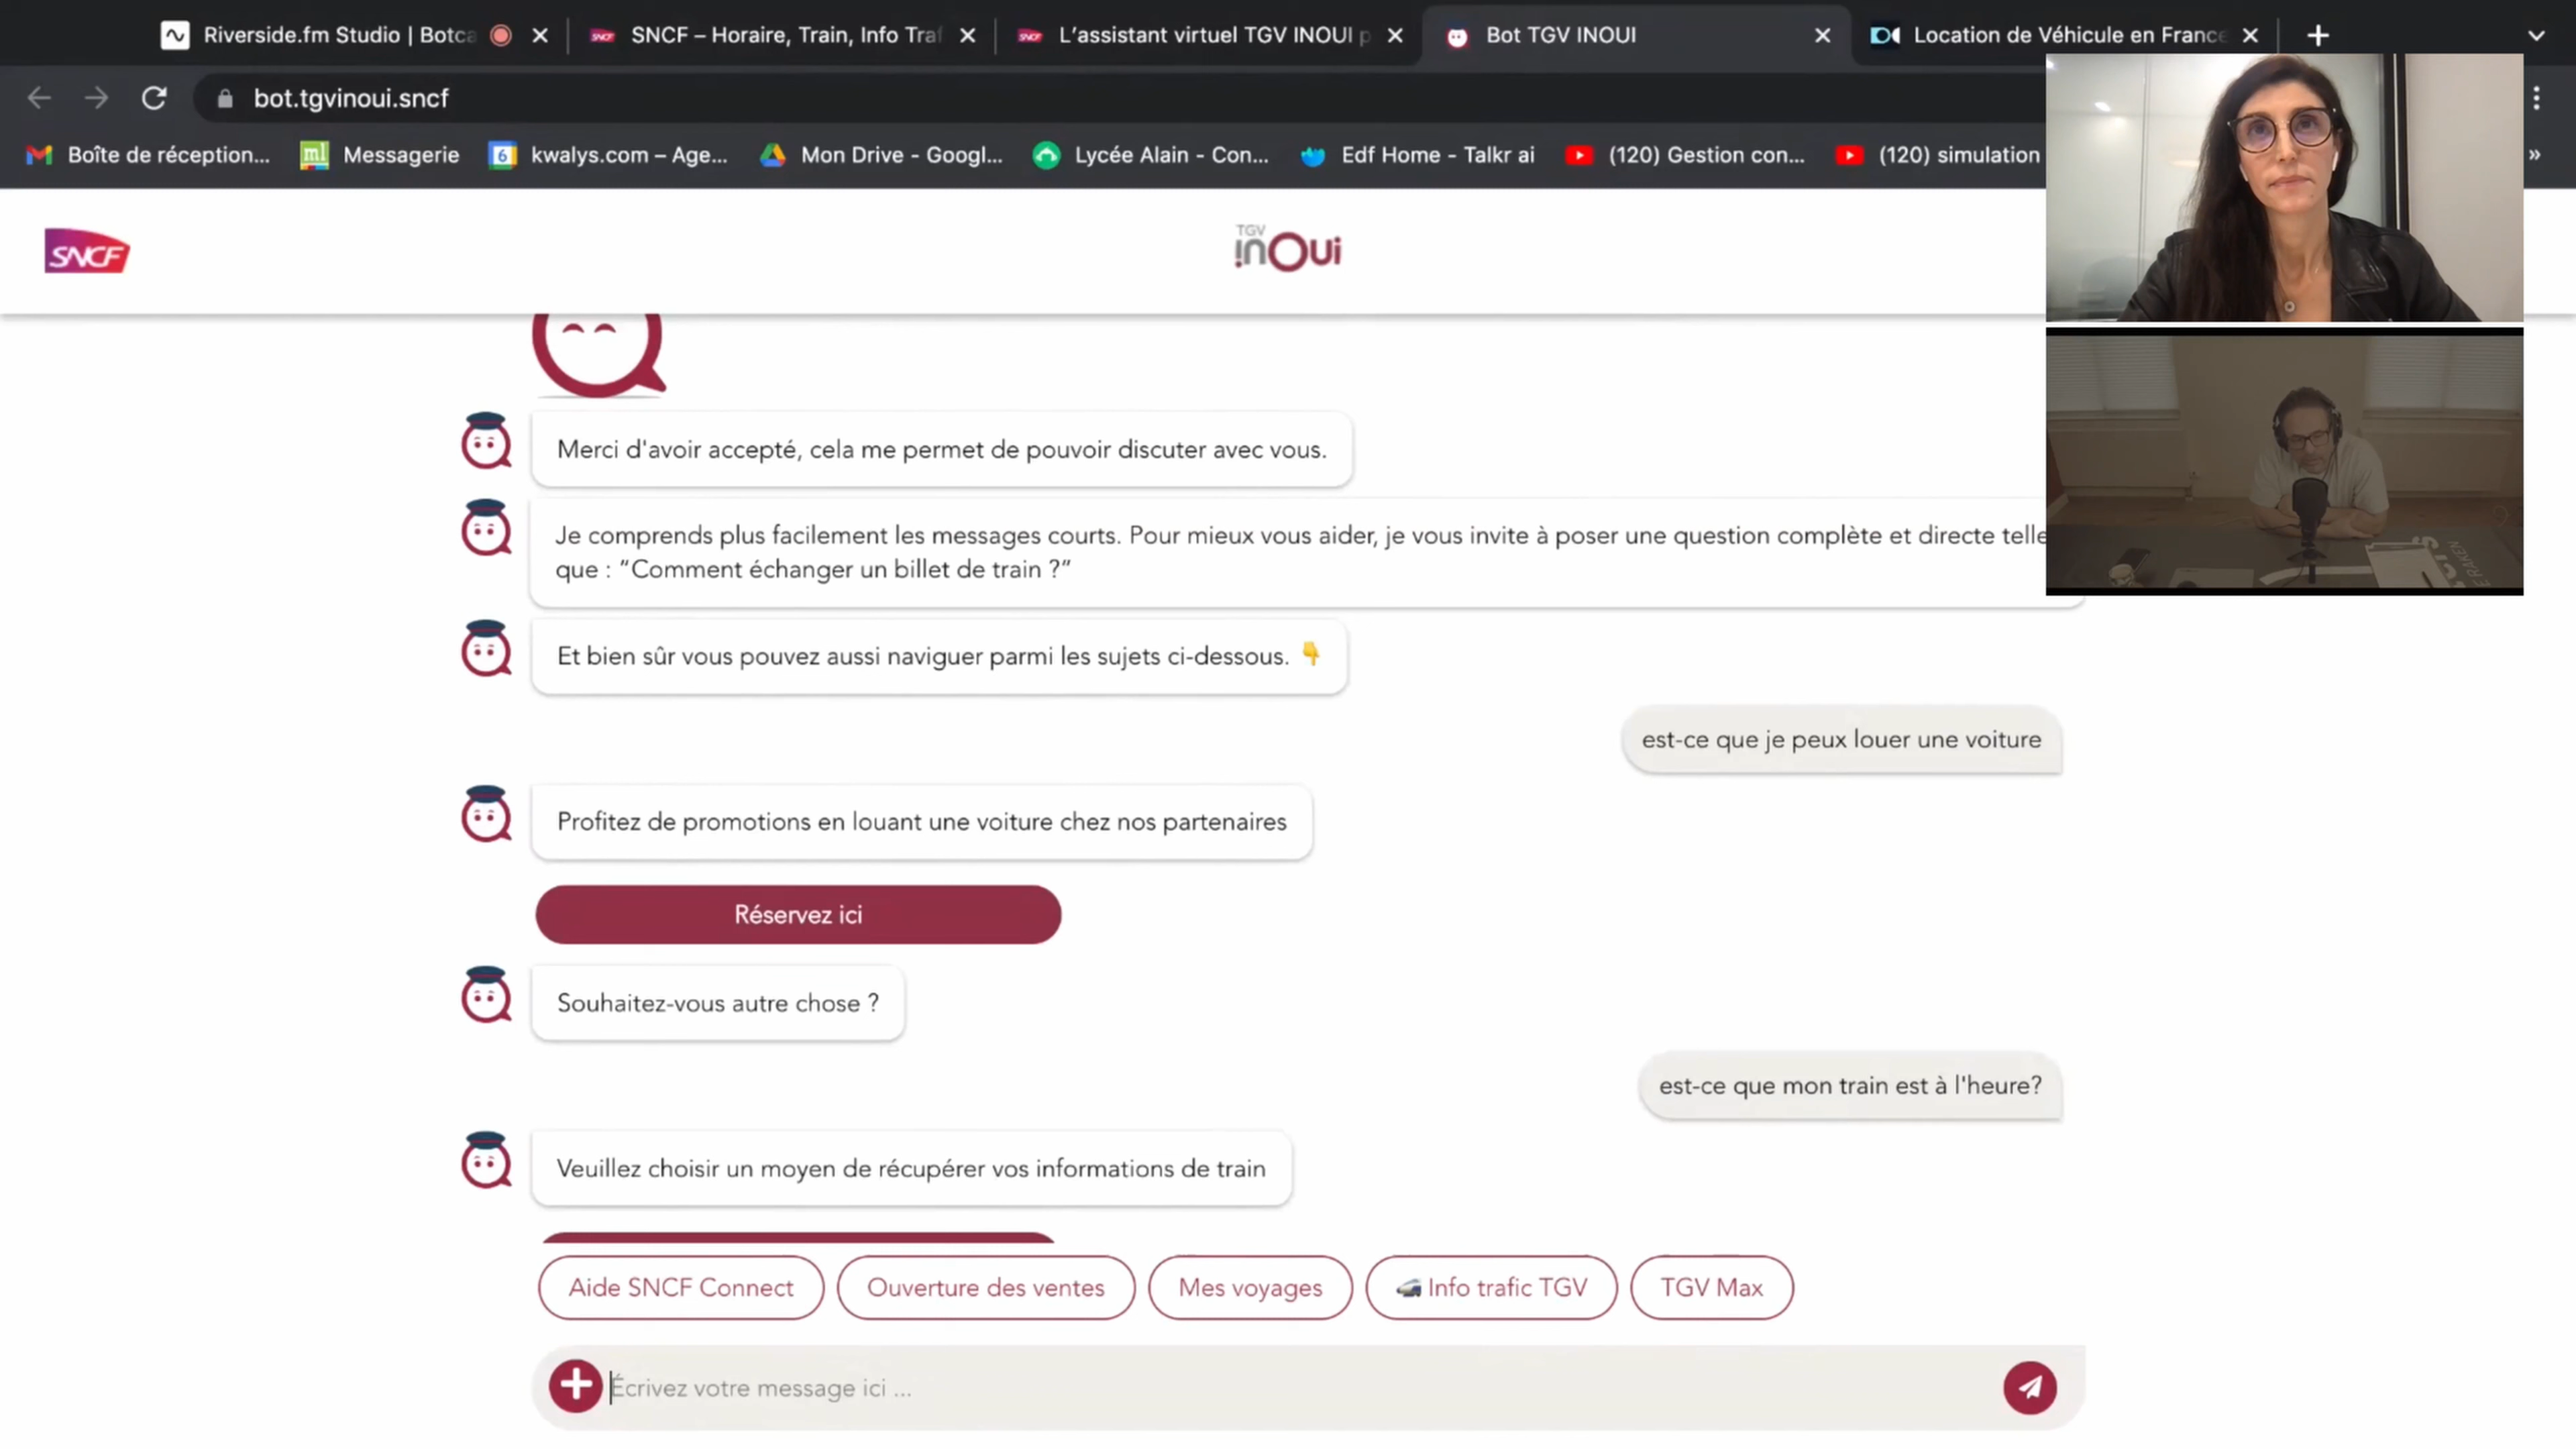 Riverside.fm Studio | Botca
SNCF – Horaire, Train, Info Traf
L'assistant virtuel TGV INOUI p
Bot TGV INOUI
Location de Véhicule en France
bot.tgvinoui.sncf
Boîte de réception...
Messagerie
kwalys.com – Age...
Mon Drive - Googl...
Lycée Alain - Con...
Edf Home - Talkr ai
(120) Gestion con...
(120) simulation
SNCF
TGV
inOui
Merci d'avoir accepté, cela me permet de pouvoir discuter avec vous.
Je comprends plus facilement les messages courts. Pour mieux vous aider, je vous invite à poser une question complète et directe telle
que : “Comment échanger un billet de train ?”
Et bien sûr vous pouvez aussi naviguer parmi les sujets ci-dessous. 👇
est-ce que je peux louer une voiture
Profitez de promotions en louant une voiture chez nos partenaires
Réservez ici
Souhaitez-vous autre chose ?
est-ce que mon train est à l'heure?
Veuillez choisir un moyen de récupérer vos informations de train
Aide SNCF Connect
Ouverture des ventes
Mes voyages
🚄 Info trafic TGV
TGV Max
Écrivez votre message ici ...